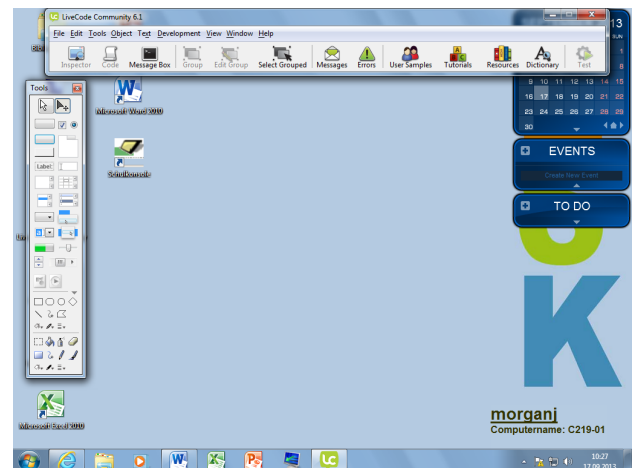 LiveCode Community 6.1
File Edit Tools Object Text Development View Window Help
Inspector Code Message Box Group Edit Group Select Grouped Messages Errors User Samples Tutorials Resources Dictionary Test
13
SUN
1
8
9 10 11 12 13 14 15
16 17 18 19 20 21 22
23 24 25 26 27 28 29
30
Tools
Label:
Microsoft Word 2010
Schulkonsole
EVENTS
Create New Event
TO DO
K
Microsoft Excel 2010
morganj
Computername: C219-01
10:27
17.09.2013